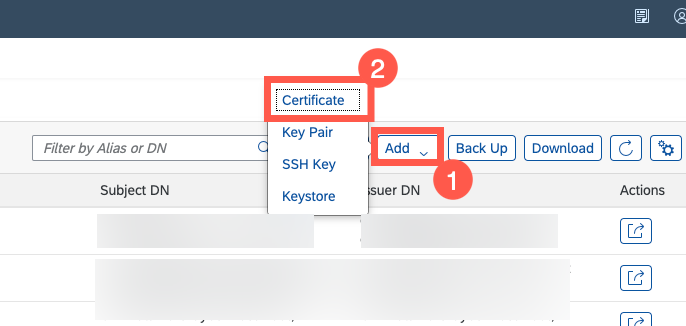 2
Certificate
Key Pair
SSH Key
Keystore
Filter by Alias or DN
Add
Back Up
Download
1
Subject DN
ssuer DN
Actions